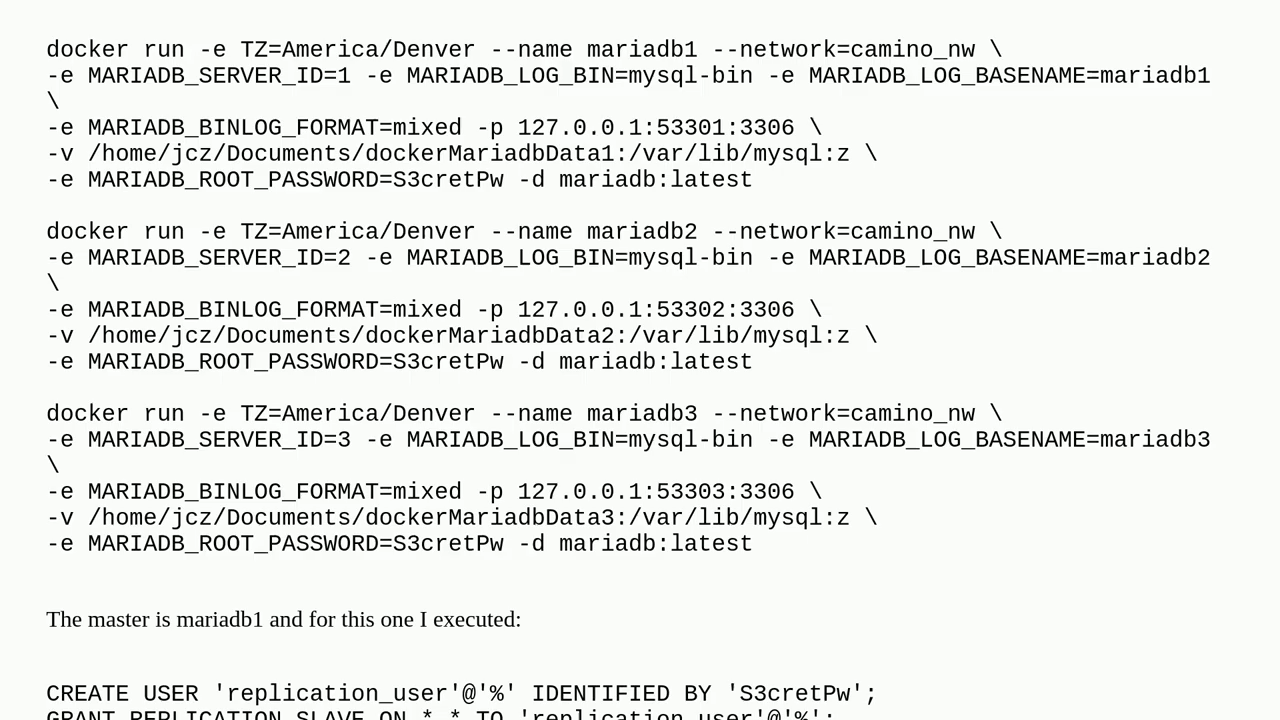 docker run -e TZ=America/Denver --name mariadb1 --network=camino_nw \
-e MARIADB_SERVER_ID=1 -e MARIADB_LOG_BIN=mysql-bin -e MARIADB_LOG_BASENAME=mariadb1
\
-e MARIADB_BINLOG_FORMAT=mixed -p 127.0.0.1:53301:3306 \
-v /home/jcz/Documents/dockerMariadbData1:/var/lib/mysql:z \
-e MARIADB_ROOT_PASSWORD=S3cretPw -d mariadb:latest
docker run -e TZ=America/Denver --name mariadb2 --network=camino_nw \
-e MARIADB_SERVER_ID=2 -e MARIADB_LOG_BIN=mysql-bin -e MARIADB_LOG_BASENAME=mariadb2
\
-e MARIADB_BINLOG_FORMAT=mixed -p 127.0.0.1:53302:3306 \
-v /home/jcz/Documents/dockerMariadbData2:/var/lib/mysql:z \
-e MARIADB_ROOT_PASSWORD=S3cretPw -d mariadb:latest
docker run -e TZ=America/Denver --name mariadb3 --network=camino_nw \
-e MARIADB_SERVER_ID=3 -e MARIADB_LOG_BIN=mysql-bin -e MARIADB_LOG_BASENAME=mariadb3
\
-e MARIADB_BINLOG_FORMAT=mixed -p 127.0.0.1:53303:3306 \
-v /home/jcz/Documents/dockerMariadbData3:/var/lib/mysql:z \
-e MARIADB_ROOT_PASSWORD=S3cretPw -d mariadb:latest
The master is mariadb1 and for this one I executed:
CREATE USER 'replication_user'@'%' IDENTIFIED BY 'S3cretPw';
GRANT REPLICATION SLAVE ON *.* TO 'replication_user'@'%';